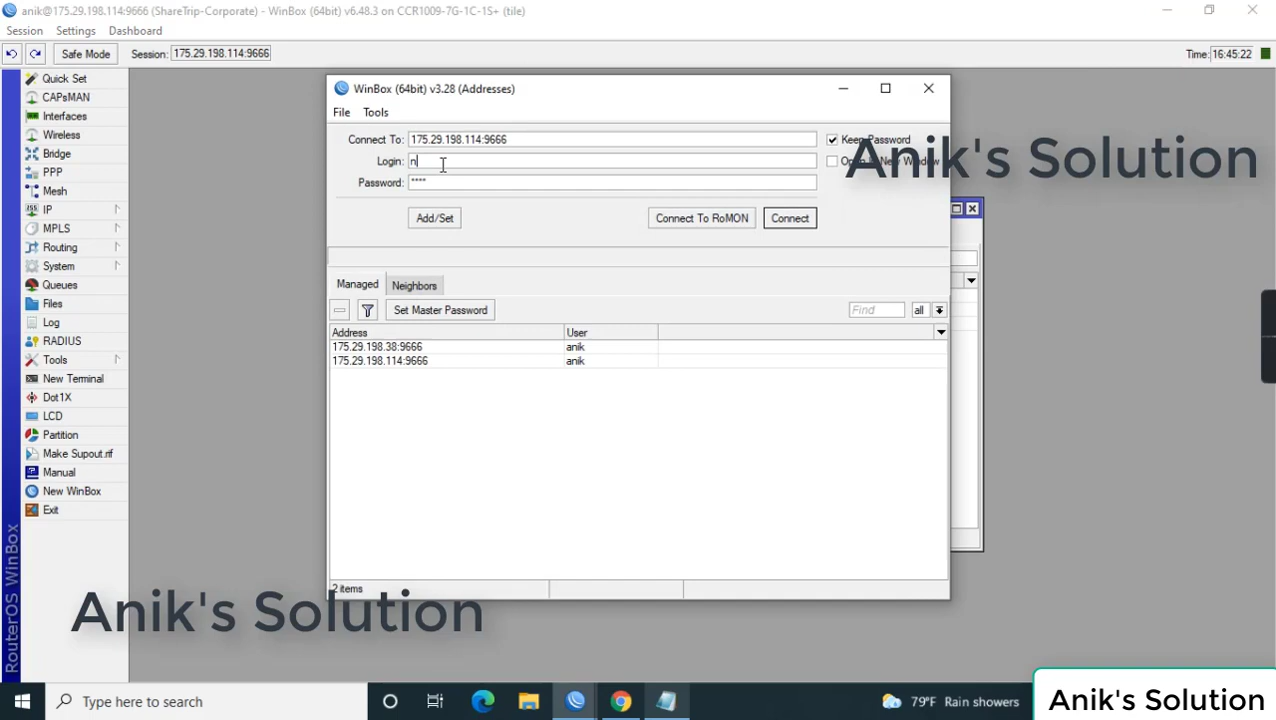 anik@175.29.198.114:9666 (ShareTrip-Corporate) - WinBox (64bit) v6.48.3 on CCR1009-7G-1C-1S+ (tile)
Session Settings Dashboard
Safe Mode Session: 175.29.198.114:9666 Time: 16:45:22
Quick Set
CAPsMAN
Interfaces
Wireless
Bridge
PPP
Mesh
IP
MPLS
Routing
System
Queues
Files
Log
RADIUS
Tools
New Terminal
Dot1X
LCD
Partition
Make Supout.rif
Manual
New WinBox
Exit
RouterOS WinBox
WinBox (64bit) v3.28 (Addresses)
File Tools
Connect To: 175.29.198.114:9666 Keep Password
Login: n Open In New Window
Password: ****
Add/Set Connect To RoMON Connect
Managed Neighbors
Set Master Password Find all
Address User
175.29.198.38:9666 anik
175.29.198.114:9666 anik
2 items
Anik's Solution
Anik's Solution
Type here to search 79°F Rain showers
Anik's Solution